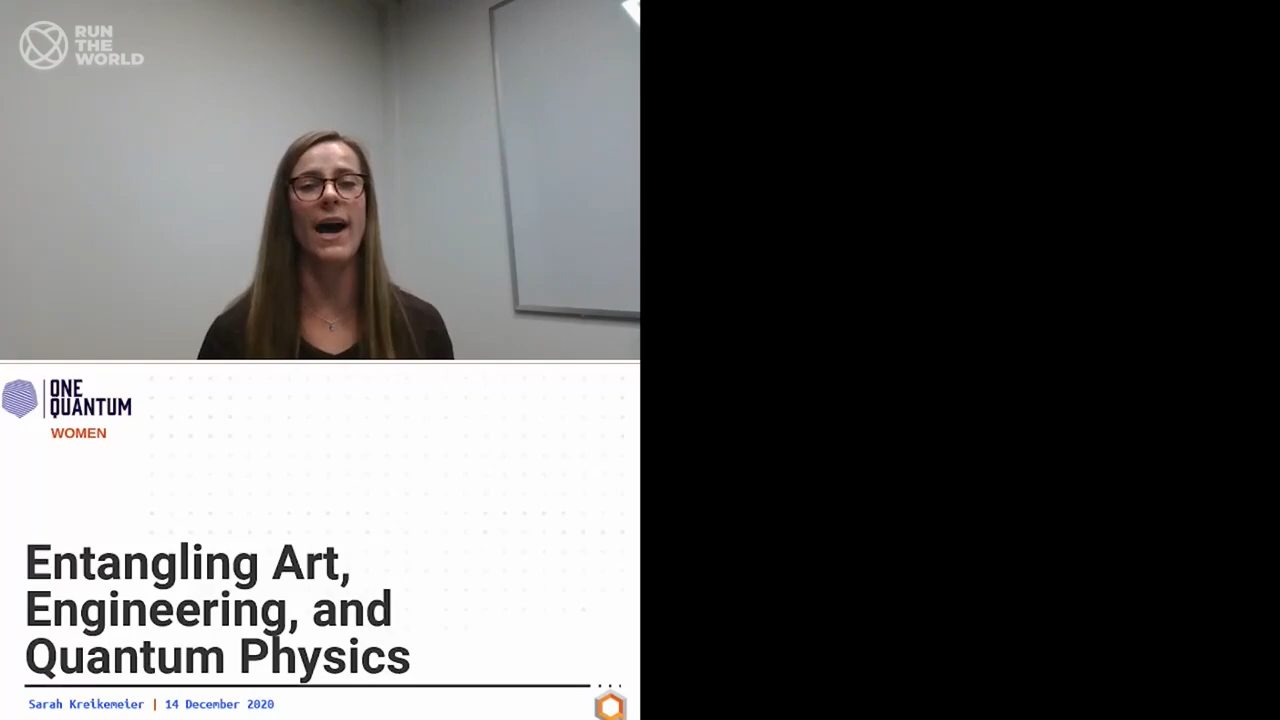 RUN
THE
WORLD
ONE
QUANTUM
WOMEN
Entangling Art,
Engineering, and
Quantum Physics
Sarah Kreikemeier | 14 December 2020